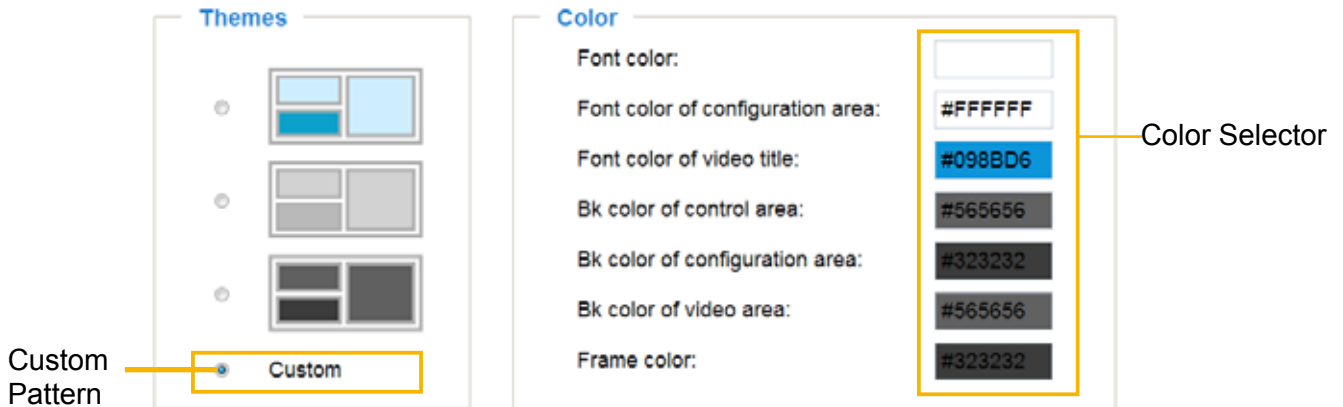 Themes
Custom
Custom
Pattern
Color
Font color:
Font color of configuration area: #FFFFFF
Font color of video title: #098BD6
Bk color of control area: #565656
Bk color of configuration area: #323232
Bk color of video area: #565656
Frame color: #323232
Color Selector